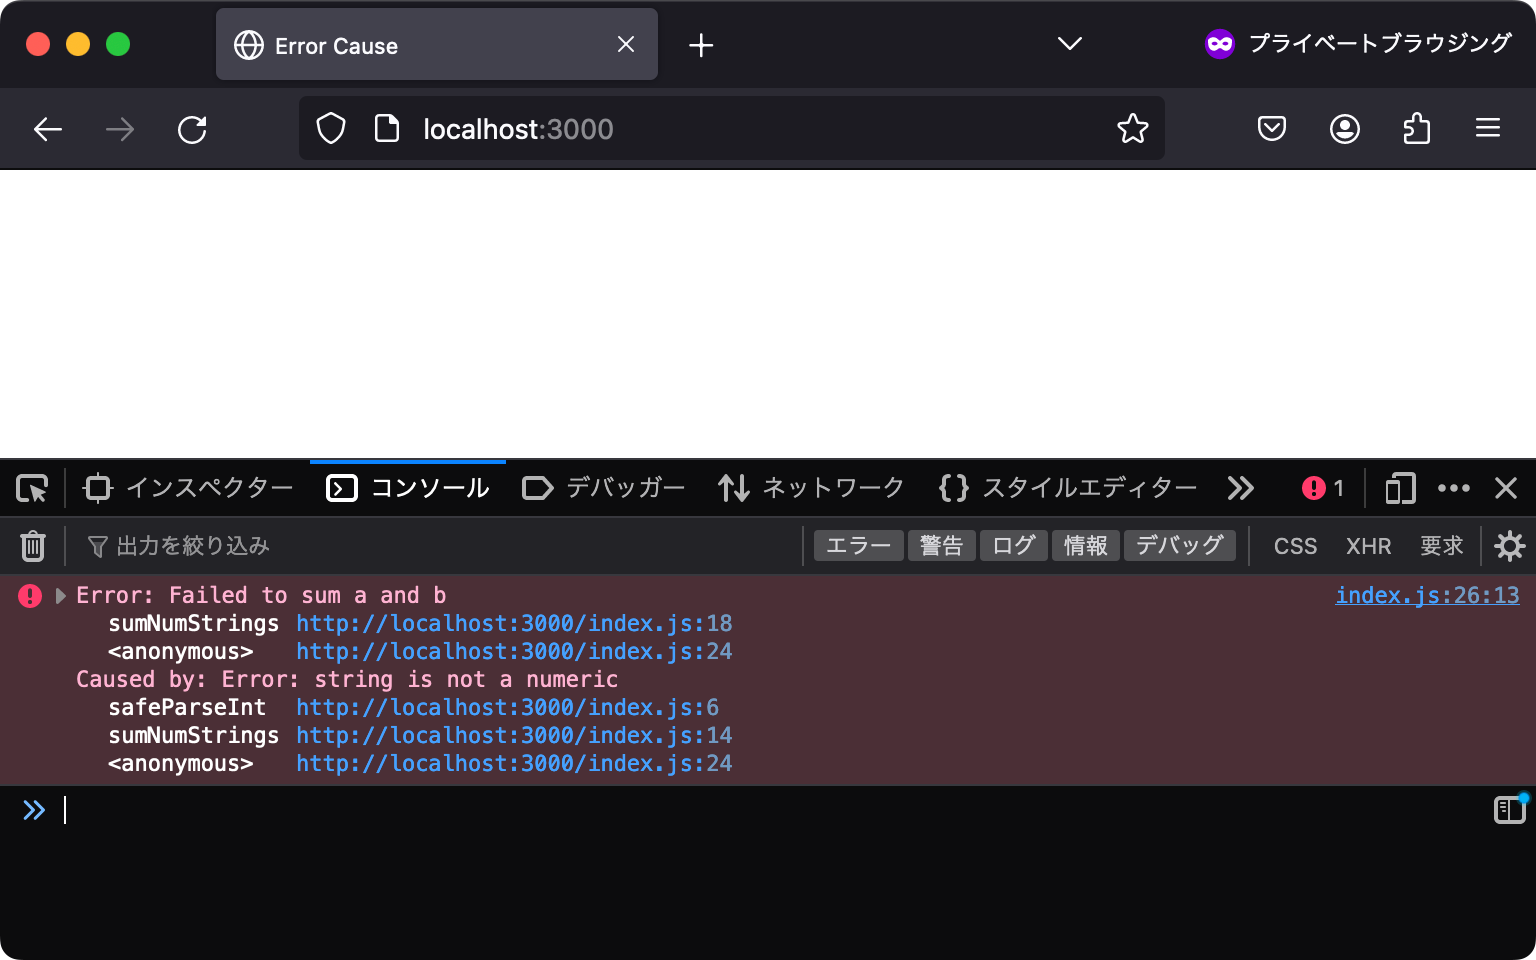 Error Cause
プライベートブラウジング
localhost:3000
インスペクター コンソール デバッガー ネットワーク スタイルエディター 1
出力を絞り込み エラー 警告 ログ 情報 デバッグ CSS XHR 要求
Error: Failed to sum a and b index.js:26:13
sumNumStrings http://localhost:3000/index.js:18
<anonymous> http://localhost:3000/index.js:24
Caused by: Error: string is not a numeric
safeParseInt http://localhost:3000/index.js:6
sumNumStrings http://localhost:3000/index.js:14
<anonymous> http://localhost:3000/index.js:24